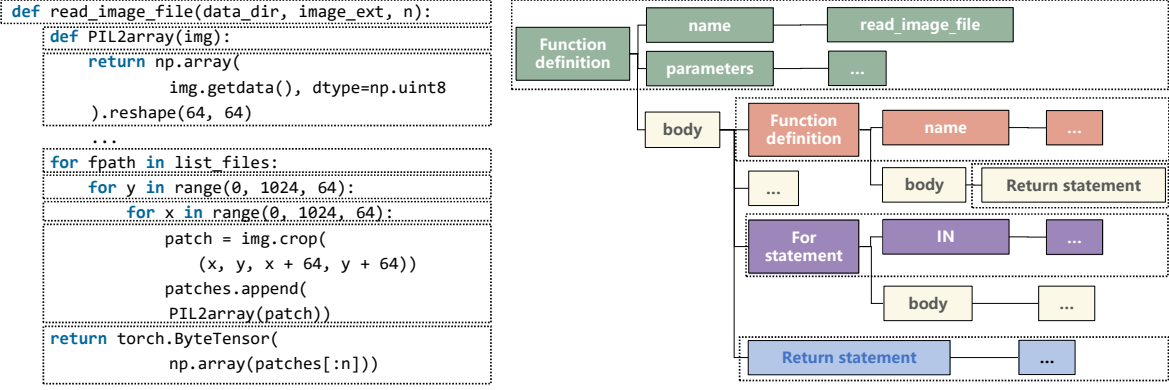 def read_image_file(data_dir, image_ext, n):
def PIL2array(img):
return np.array(
img.getdata(), dtype=np.uint8
).reshape(64, 64)
...
for fpath in list_files:
for y in range(0, 1024, 64):
for x in range(0, 1024, 64):
patch = img.crop(
(x, y, x + 64, y + 64))
patches.append(
PIL2array(patch))
return torch.ByteTensor(
np.array(patches[:n]))
Function
definition
name
read_image_file
parameters
...
body
Function
definition
name
...
body
Return statement
...
For
statement
IN
...
body
...
Return statement
...